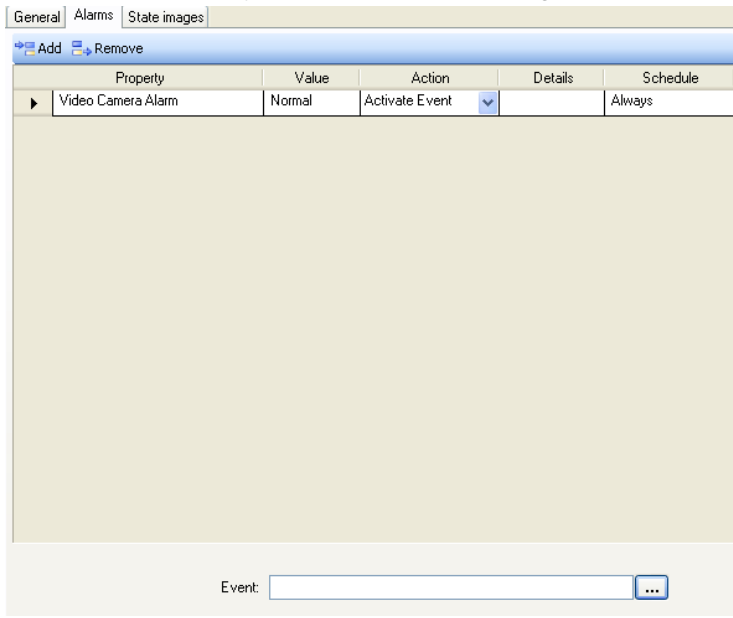 General Alarms State images
Add Remove
Property Value Action Details Schedule
Video Camera Alarm Normal Activate Event Always
Event: ...